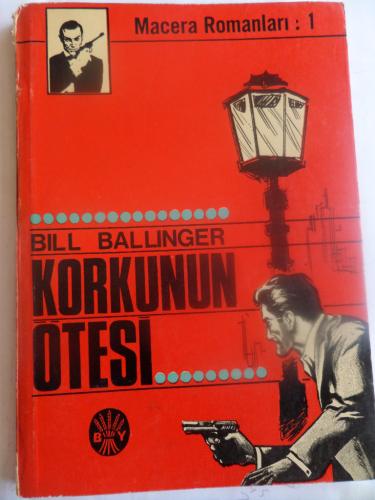 Macera Romanları : 1
BILL BALLINGER
KORKUNUN
ÖTESİ
B Y